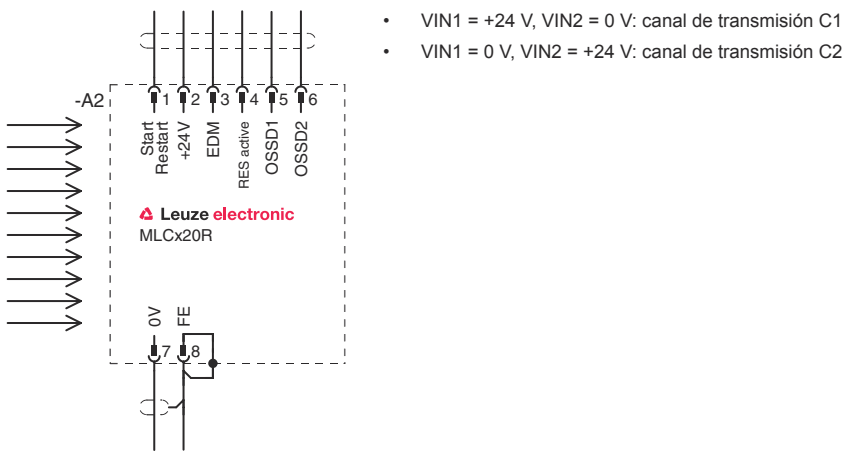 • VIN1 = +24 V, VIN2 = 0 V: canal de transmisión C1
• VIN1 = 0 V, VIN2 = +24 V: canal de transmisión C2
-A2
1 2 3 4 5 6
Start
Restart
+24V
EDM
RES active
OSSD1
OSSD2
Leuze electronic
MLCx20R
0V
FE
7 8